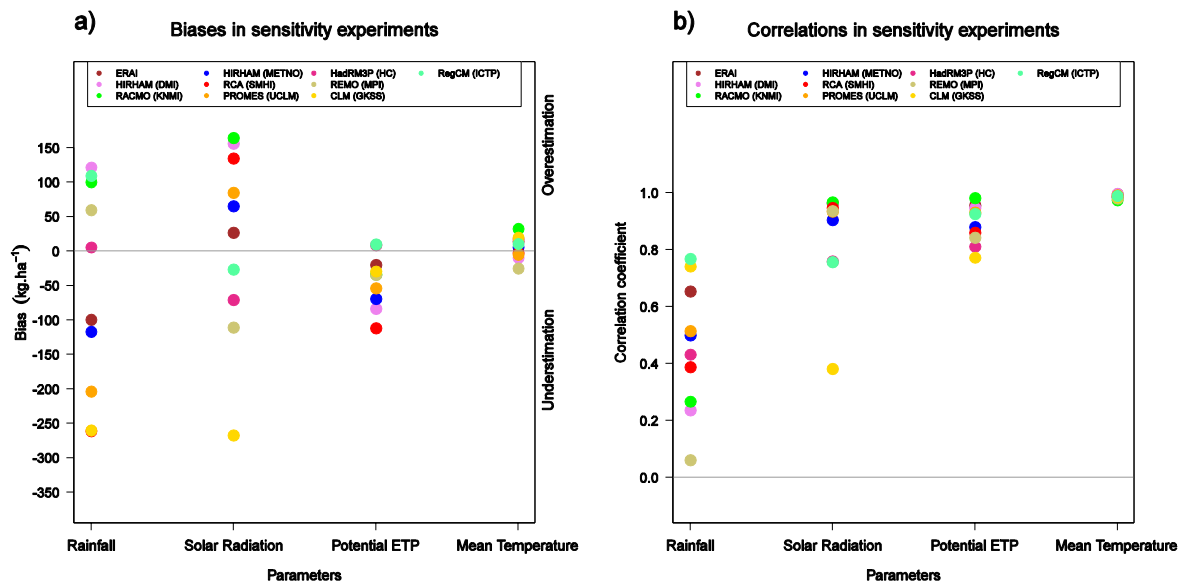 a)
Biases in sensitivity experiments
ERAI
HIRHAM (DMI)
RACMO (KNMI)
HIRHAM (METNO)
RCA (SMHI)
PROMES (UCLM)
HadRM3P (HC)
REMO (MPI)
CLM (GKSS)
RegCM (ICTP)
Bias (kg.ha⁻¹)
150
100
50
0
-50
-100
-150
-200
-250
-300
-350
Overestimation
Understimation
Rainfall
Solar Radiation
Potential ETP
Mean Temperature
Parameters
b)
Correlations in sensitivity experiments
ERAI
HIRHAM (DMI)
RACMO (KNMI)
HIRHAM (METNO)
RCA (SMHI)
PROMES (UCLM)
HadRM3P (HC)
REMO (MPI)
CLM (GKSS)
RegCM (ICTP)
Correlation coefficient
1.0
0.8
0.6
0.4
0.2
0.0
Rainfall
Solar Radiation
Potential ETP
Mean Temperature
Parameters